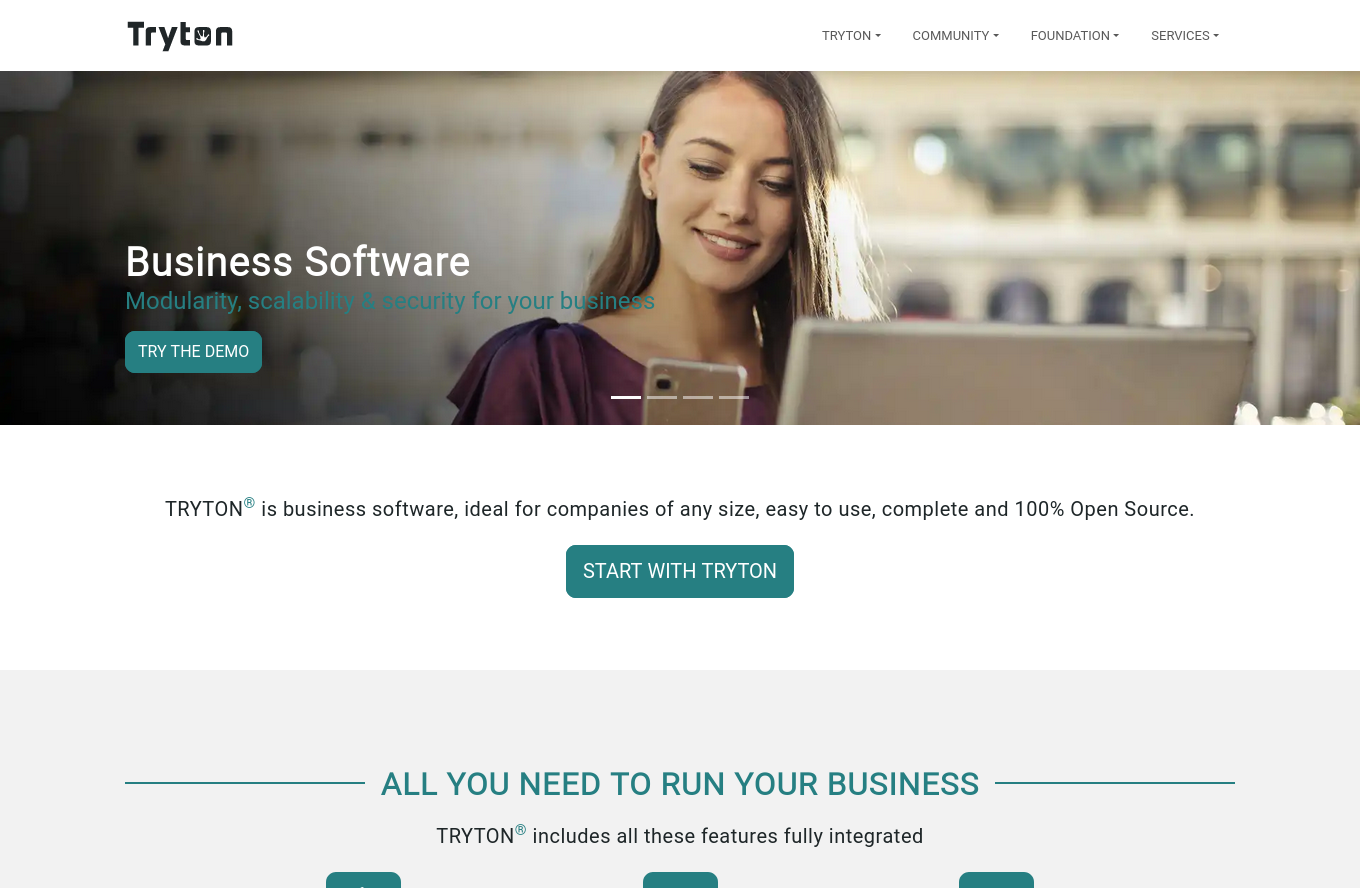 Tryton
TRYTON
COMMUNITY
FOUNDATION
SERVICES
Business Software
Modularity, scalability & security for your business
TRY THE DEMO
TRYTON® is business software, ideal for companies of any size, easy to use, complete and 100% Open Source.
START WITH TRYTON
ALL YOU NEED TO RUN YOUR BUSINESS
TRYTON® includes all these features fully integrated